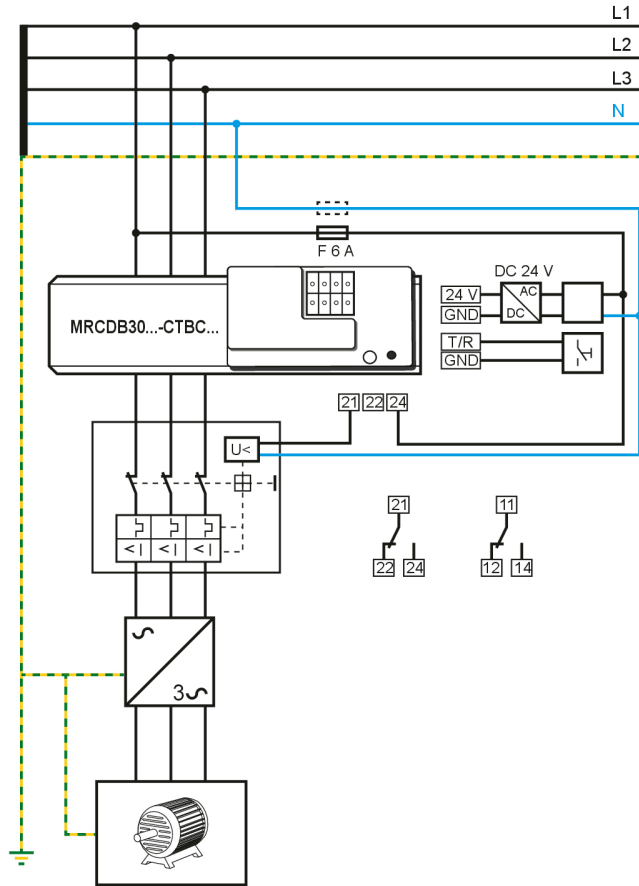 L1
L2
L3
N
F 6 A
DC 24 V
24 V
AC
GND
DC
MRCDB30...-CTBC...
T/R
GND
21 22 24
U<
21
11
22 24
12 14
3